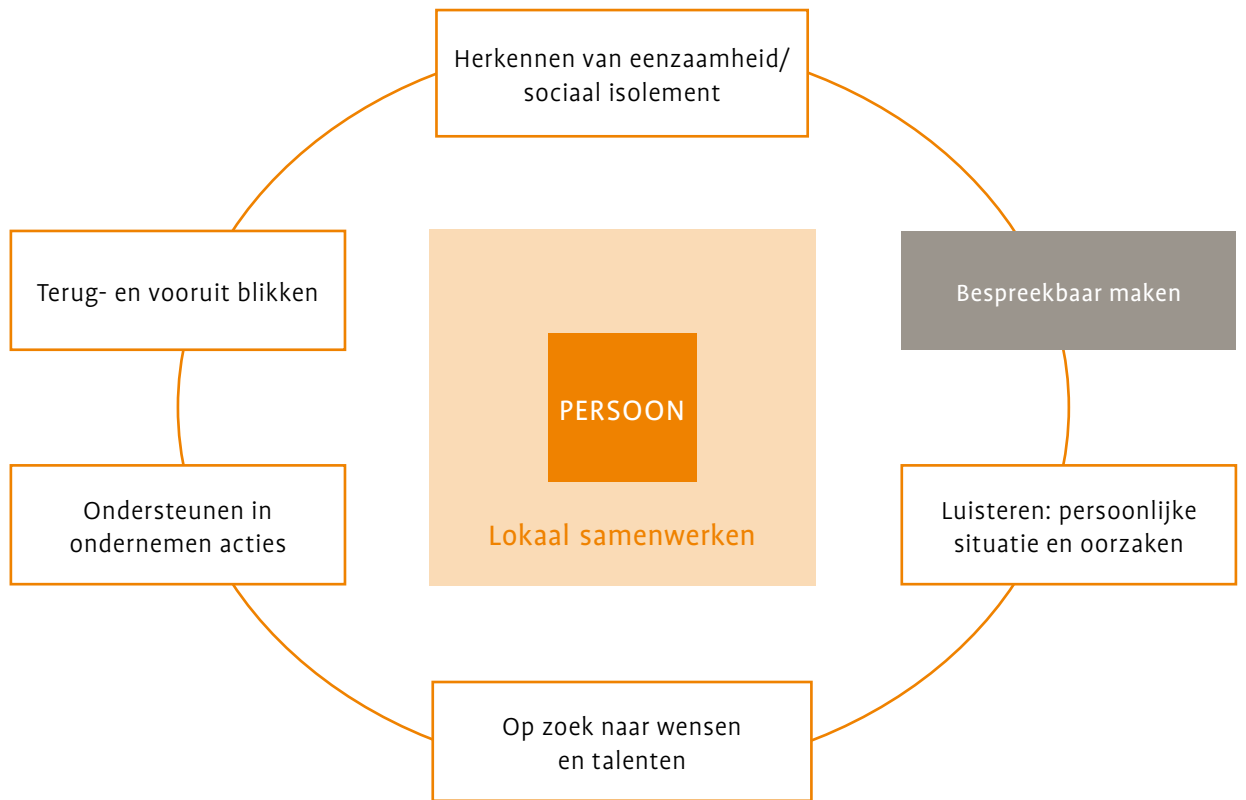 Herkennen van eenzaamheid/
sociaal isolement
Terug- en vooruit blikken
Bespreekbaar maken
PERSOON
Lokaal samenwerken
Ondersteunen in
ondernemen acties
Luisteren: persoonlijke
situatie en oorzaken
Op zoek naar wensen
en talenten